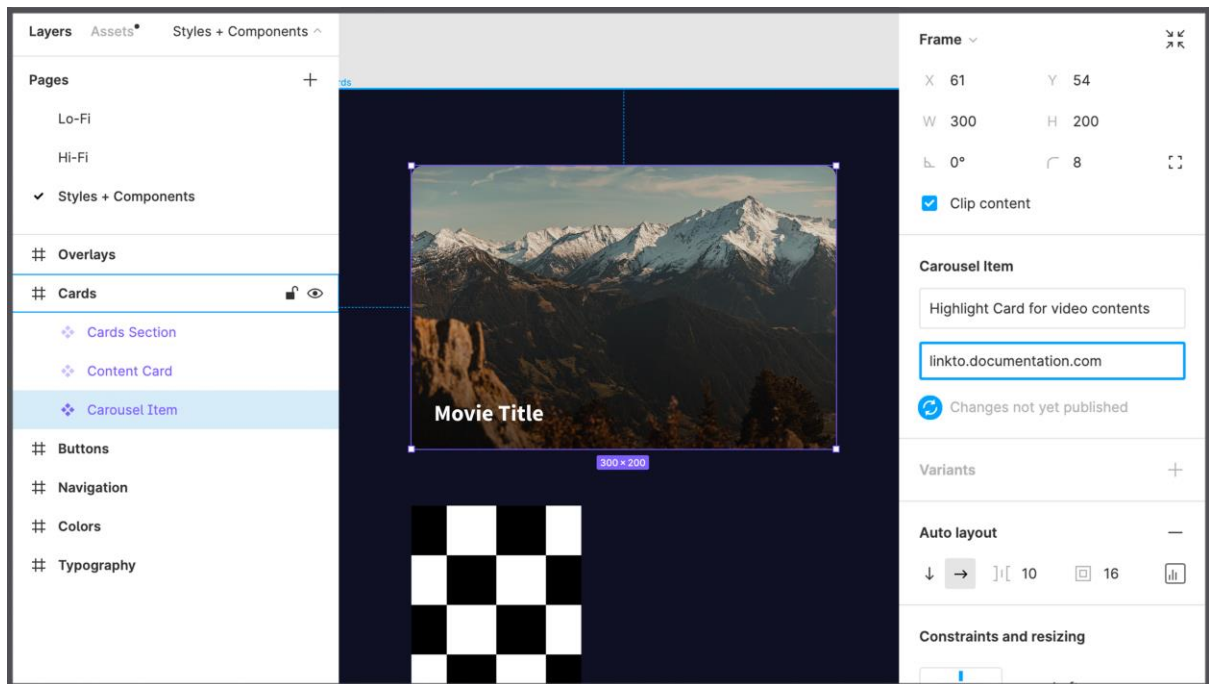 Layers Assets Styles + Components
Pages
Lo-Fi
Hi-Fi
Styles + Components
Overlays
Cards
Cards Section
Content Card
Carousel Item
Buttons
Navigation
Colors
Typography
Movie Title
300 × 200
Frame
X 61 Y 54
W 300 H 200
0° 8
Clip content
Carousel Item
Highlight Card for video contents
linkto.documentation.com
Changes not yet published
Variants
Auto layout
10 16
Constraints and resizing